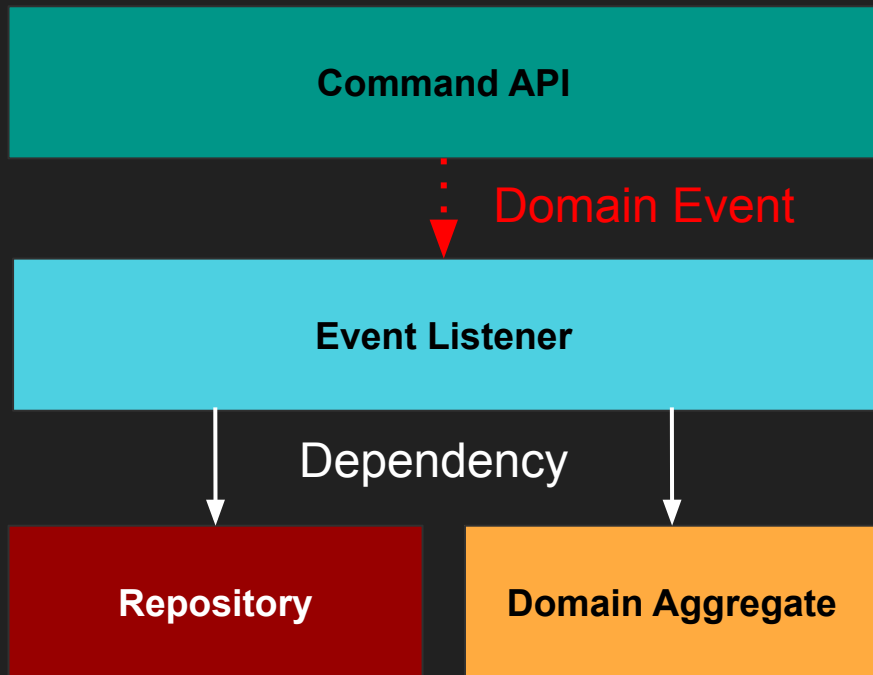 Command API
Domain Event
Event Listener
Dependency
Repository
Domain Aggregate